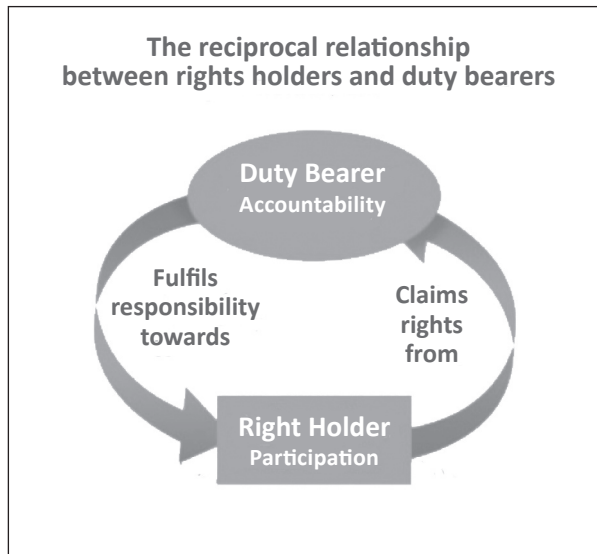 The reciprocal relationship
between rights holders and duty bearers
Duty Bearer
Accountability
Fulfils
responsibility
towards
Claims
rights
from
Right Holder
Participation